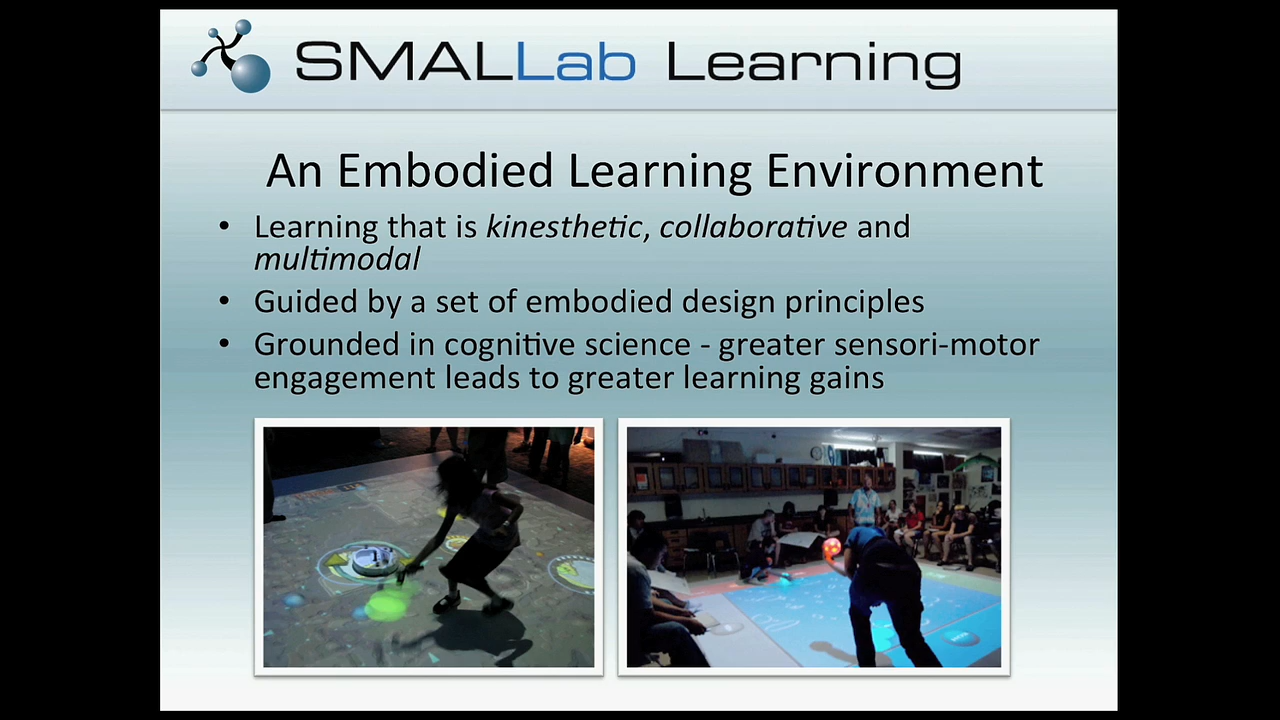 SMALLab Learning
An Embodied Learning Environment
• Learning that is kinesthetic, collaborative and
multimodal
• Guided by a set of embodied design principles
• Grounded in cognitive science - greater sensori-motor
engagement leads to greater learning gains